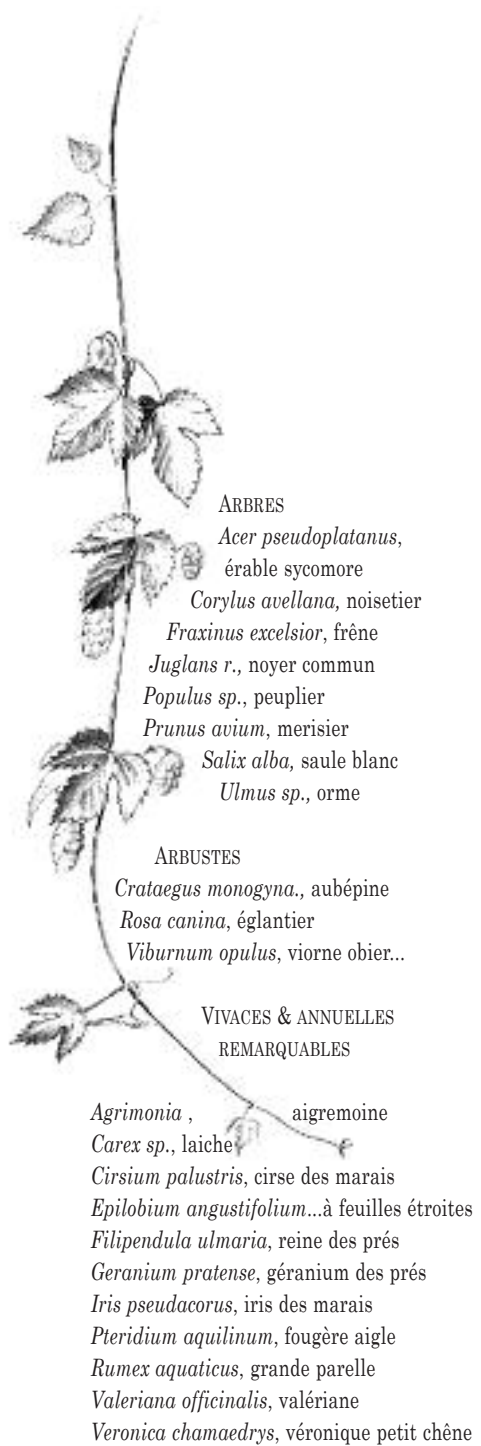 ARBRES
Acer pseudoplatanus,
érable sycomore
Corylus avellana, noisetier
Fraxinus excelsior, frêne
Juglans r., noyer commun
Populus sp., peuplier
Prunus avium, merisier
Salix alba, saule blanc
Ulmus sp., orme
ARBUSTES
Crataegus monogyna., aubépine
Rosa canina, églantier
Viburnum opulus, viorne obier...
VIVACES & ANNUELLES
REMARQUABLES
Agrimonia , aigremoine
Carex sp., laiche
Cirsium palustris, cirse des marais
Epilobium angustifolium...à feuilles étroites
Filipendula ulmaria, reine des prés
Geranium pratense, géranium des prés
Iris pseudacorus, iris des marais
Pteridium aquilinum, fougère aigle
Rumex aquaticus, grande parelle
Valeriana officinalis, valériane
Veronica chamaedrys, véronique petit chêne